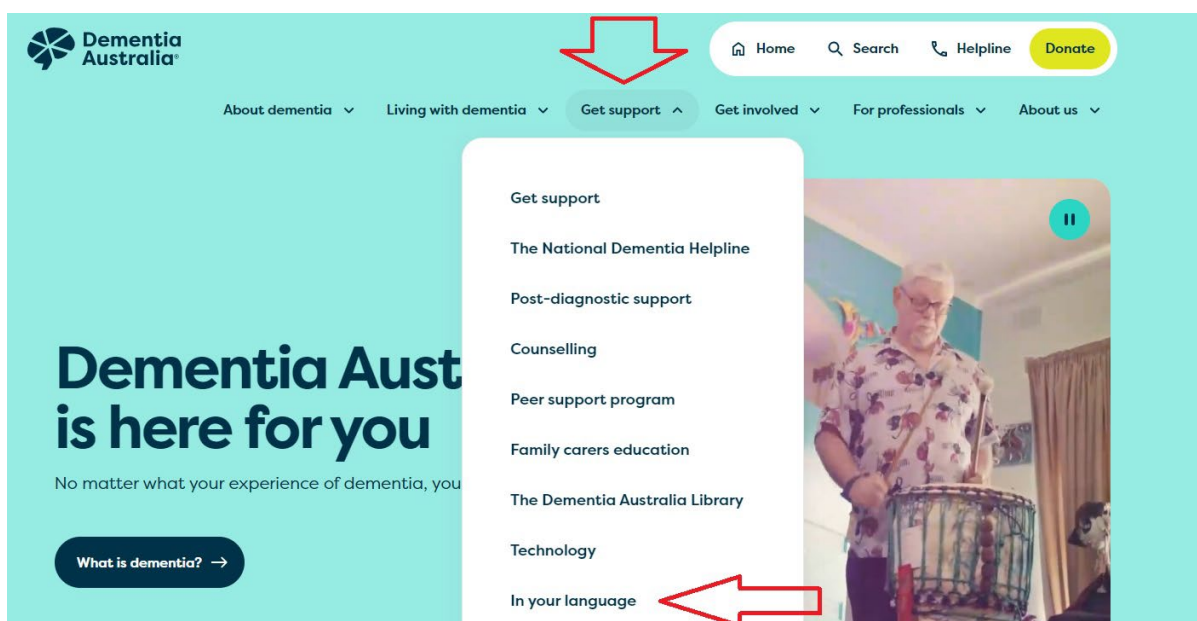 Dementia
Australia®
Home Search Helpline Donate
About dementia Living with dementia Get support Get involved For professionals About us
Get support
The National Dementia Helpline
Post-diagnostic support
Counselling
Peer support program
Family carers education
The Dementia Australia Library
Technology
In your language
Dementia Aust
is here for you
No matter what your experience of dementia, you
What is dementia? →